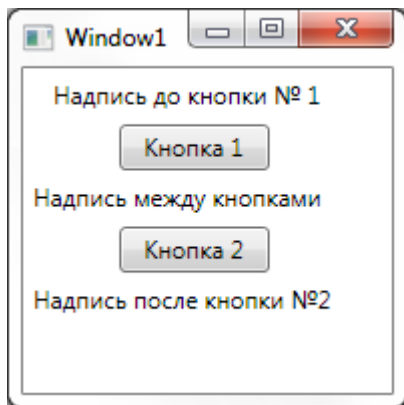 Window1
Надпись до кнопки № 1
Кнопка 1
Надпись между кнопками
Кнопка 2
Надпись после кнопки №2